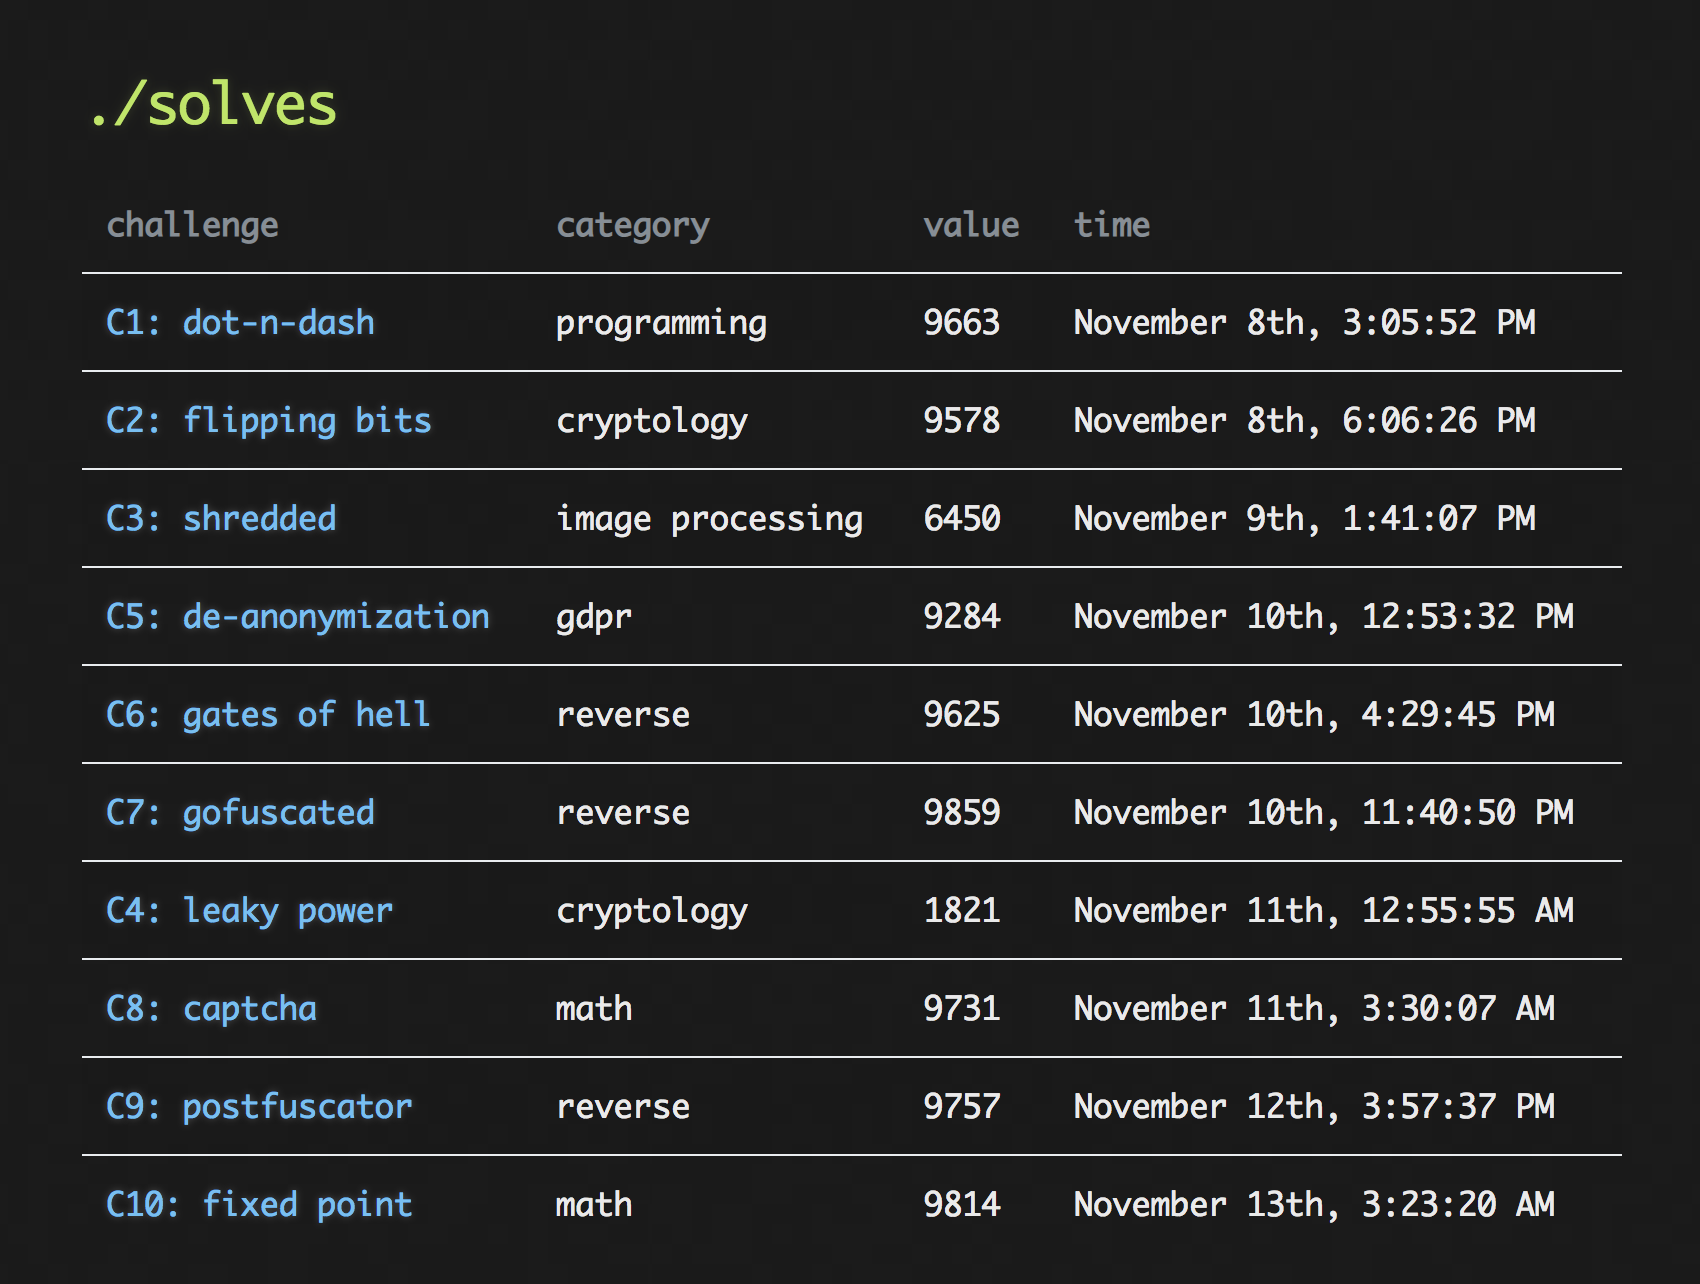 ./solves
challenge category value time
C1: dot-n-dash programming 9663 November 8th, 3:05:52 PM
C2: flipping bits cryptology 9578 November 8th, 6:06:26 PM
C3: shredded image processing 6450 November 9th, 1:41:07 PM
C5: de-anonymization gdpr 9284 November 10th, 12:53:32 PM
C6: gates of hell reverse 9625 November 10th, 4:29:45 PM
C7: gofuscated reverse 9859 November 10th, 11:40:50 PM
C4: leaky power cryptology 1821 November 11th, 12:55:55 AM
C8: captcha math 9731 November 11th, 3:30:07 AM
C9: postfuscator reverse 9757 November 12th, 3:57:37 PM
C10: fixed point math 9814 November 13th, 3:23:20 AM